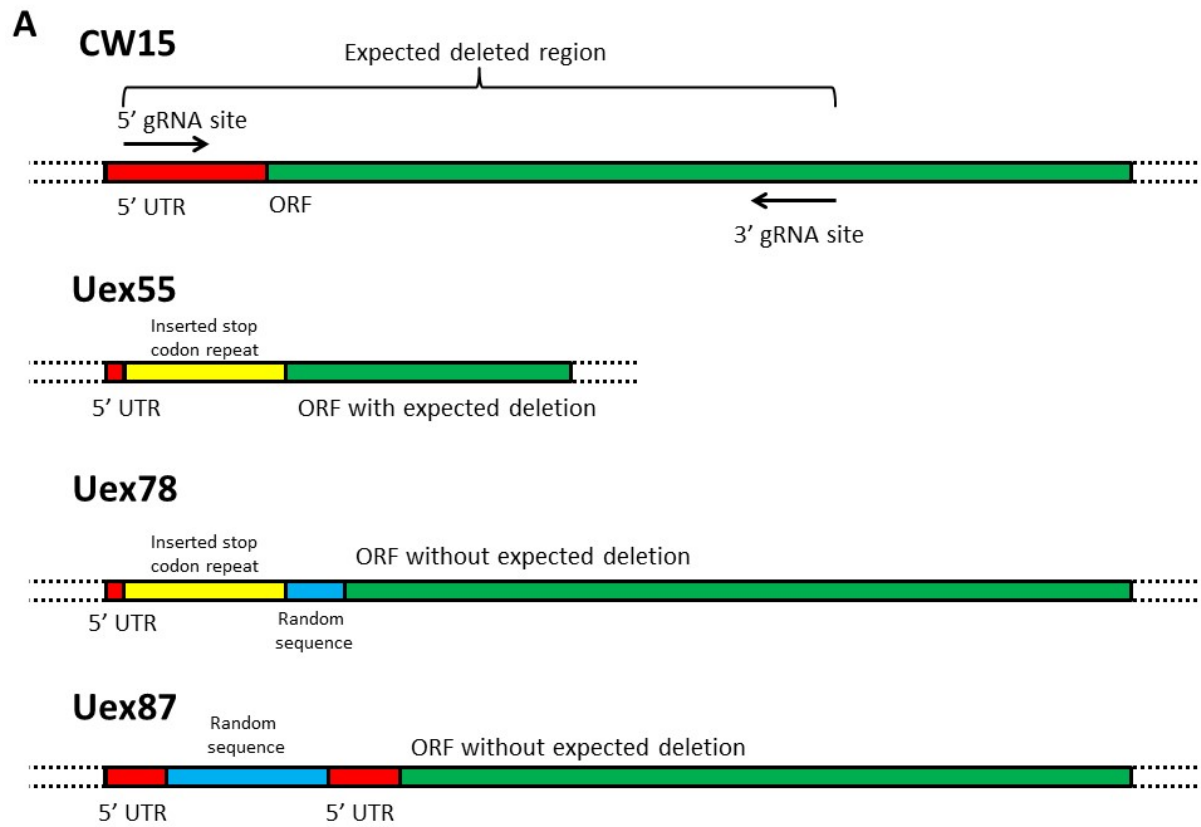 A
CW15
Expected deleted region
5’ gRNA site
5’ UTR
ORF
3’ gRNA site
Uex55
Inserted stop
codon repeat
5’ UTR
ORF with expected deletion
Uex78
Inserted stop
codon repeat
ORF without expected deletion
5’ UTR
Random
sequence
Uex87
Random
sequence
ORF without expected deletion
5’ UTR
5’ UTR